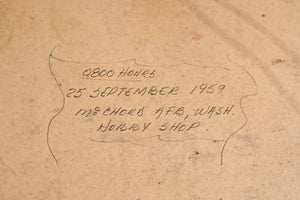 0800 HOURS
25 SEPTEMBER 1959
McCHORD AFB, WASH.
HOBBY SHOP.